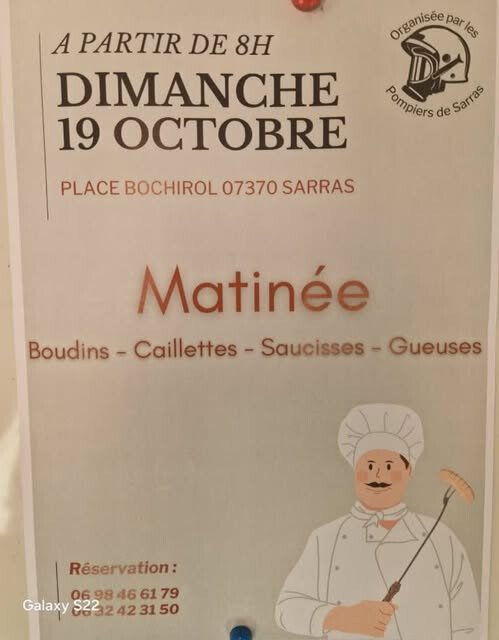 A PARTIR DE 8H
DIMANCHE
19 OCTOBRE
PLACE BOCHIROL 07370 SARRAS
Organisée par les
Pompiers de Sarras
Matinée
Boudins - Caillettes - Saucisses - Gueuses
Réservation :
06 98 46 61 79
06 32 42 31 50
Galaxy S22